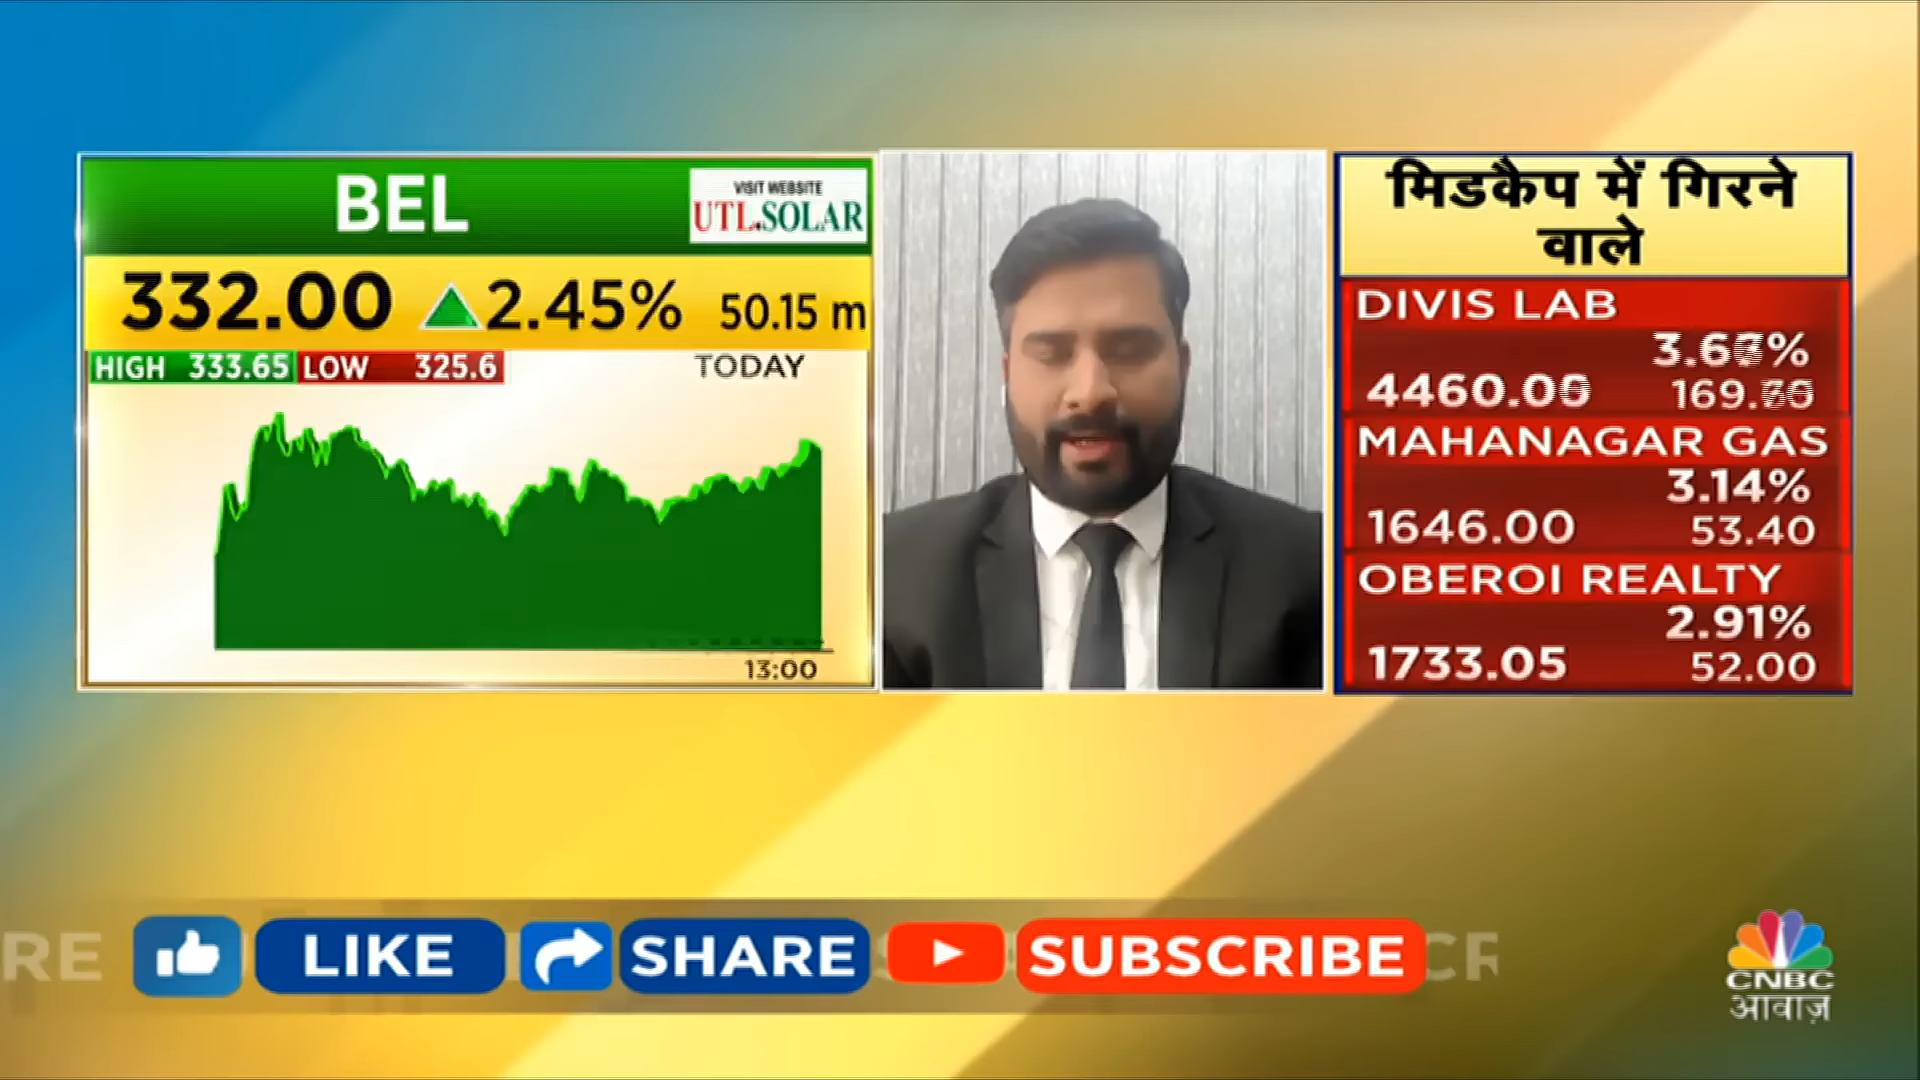 BEL
VISIT WEBSITE
UTL SOLAR
332.00 ▲2.45% 50.15 m
HIGH 333.65 LOW 325.6 TODAY
13:00
मिडकैप में गिरने
वाले
DIVIS LAB
4460.00
MAHANAGAR GAS
3.14%
1646.00 53.40
OBEROI REALTY
2.91%
1733.05 52.00
RE LIKE SHARE SUBSCRIBE CR
CNBC
आवाज़